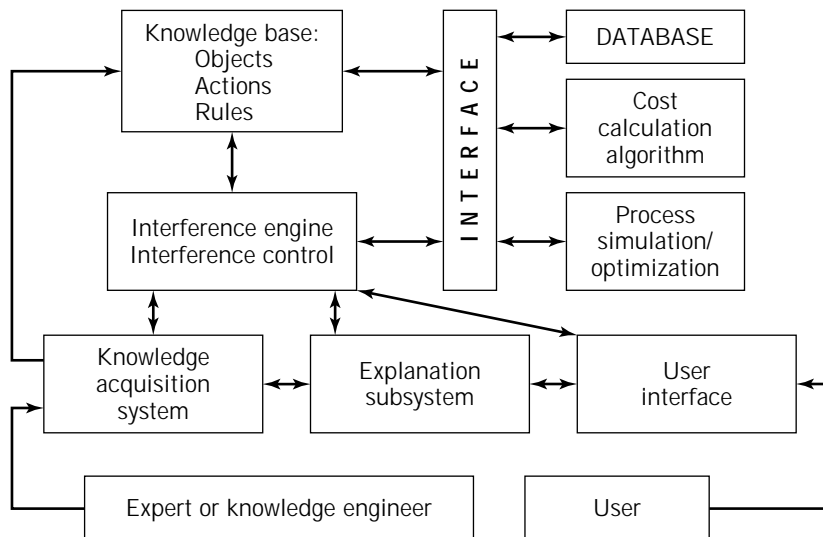 Knowledge base:
Objects
Actions
Rules
INTERFACE
DATABASE
Cost
calculation
algorithm
Interference engine
Interference control
Process
simulation/
optimization
Knowledge
acquisition
system
Explanation
subsystem
User
interface
Expert or knowledge engineer
User